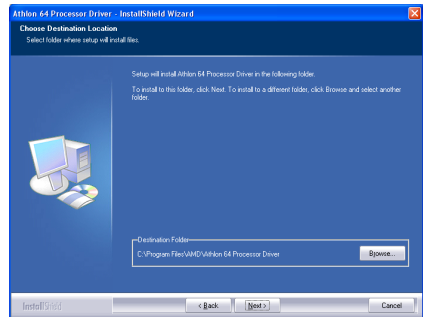 Athlon 64 Processor Driver - InstallShield Wizard
Choose Destination Location
Select folder where setup will install files.
Setup will install Athlon 64 Processor Driver in the following folder.
To install to this folder, click Next. To install to a different folder, click Browse and select another
folder.
Destination Folder
C:\Program Files\AMD\Athlon 64 Processor Driver
Browse...
InstallShield
< Back
Next >
Cancel